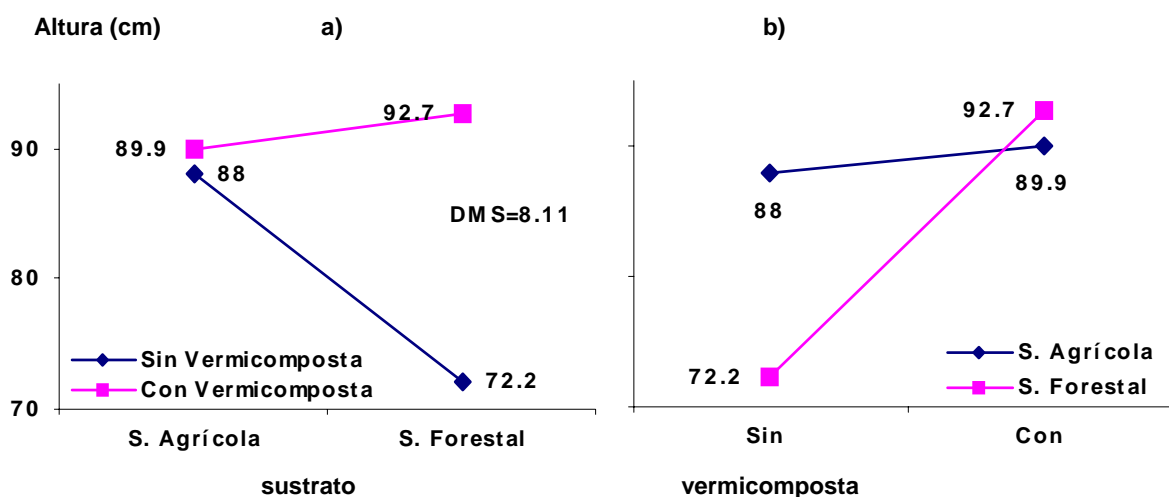 Altura (cm) a) b)
92.7
89.9
88
DMS=8.11
72.2
90
80
70
Sin Vermicomposta
Con Vermicomposta
S. Agrícola S. Forestal
sustrato
92.7
89.9
88
72.2
S. Agrícola
S. Forestal
Sin Con
vermicomposta